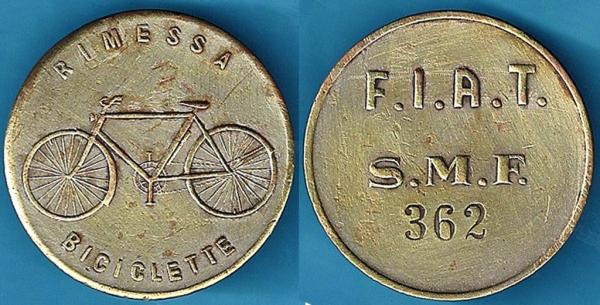 RIMESSA
BICICLETTE
F.I.A.T.
S.M.F.
362